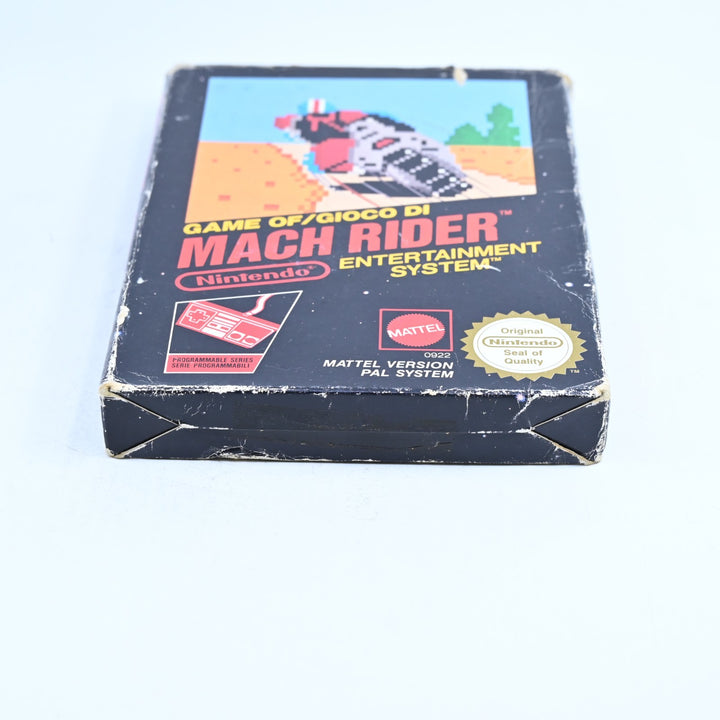 GAME OF/GIOCO DI
MACH RIDER™
Nintendo®
ENTERTAINMENT
SYSTEM™
PROGRAMMABLE SERIES
SERIE PROGRAMMABILI
MATTEL
0922
MATTEL VERSION
PAL SYSTEM
Original
Nintendo
Seal of
Quality
™